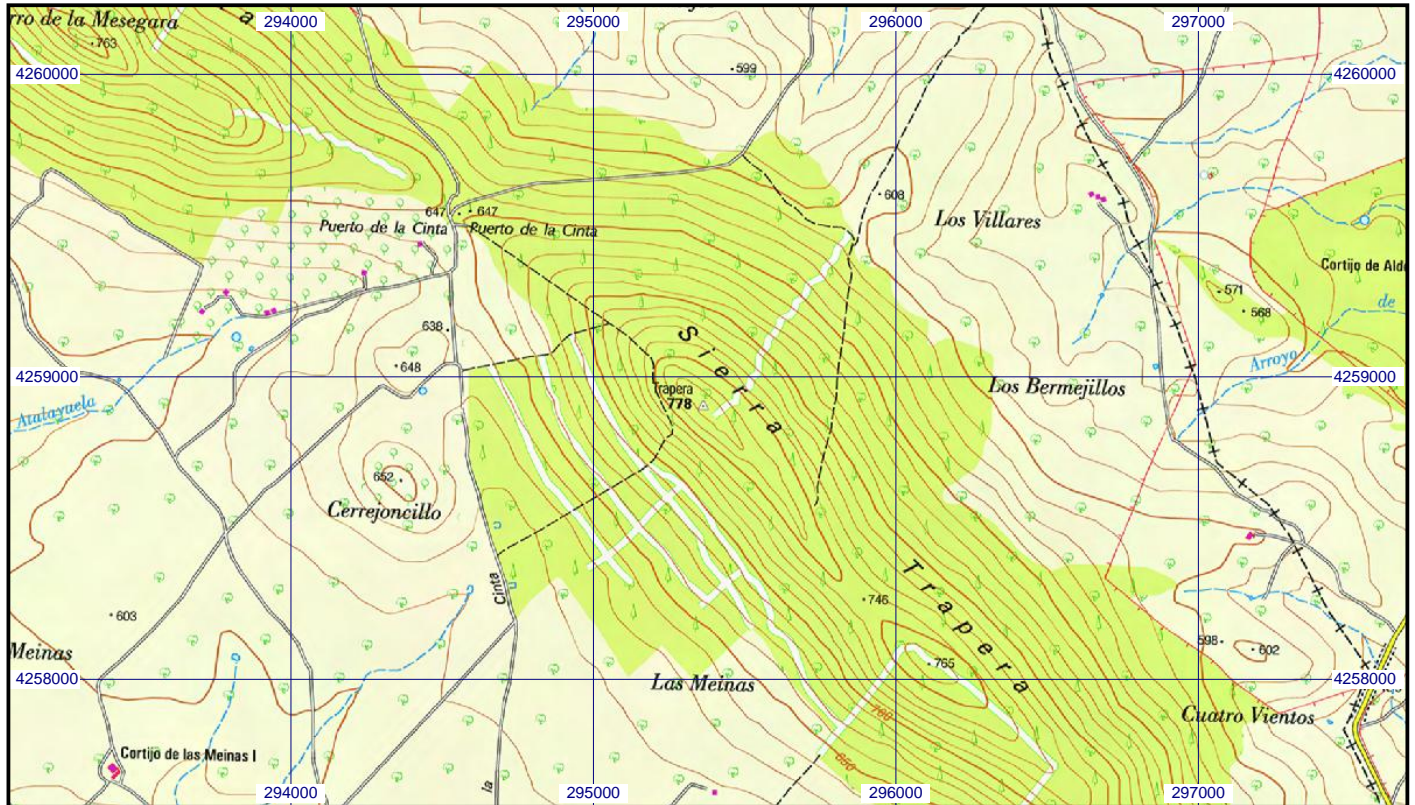 rro de la Mesegara
a
294000
295000
296000
297000
763
599
4260000
4260000
608
647
647
Puerto de la Cinta
Puerto de la Cinta
Los Villares
Cortijo de Alde
571
568
de
638
Sierra
Arroyo
648
4259000
4259000
Trapera
778
Los Bermejillos
Atalayuela
652
Cerrejoncillo
Trapera
Cinta
746
603
598
602
Meinas
765
4258000
4258000
Las Meinas
700
Cuatro Vientos
Cortijo de las Meinas I
650
la
294000
295000
296000
297000